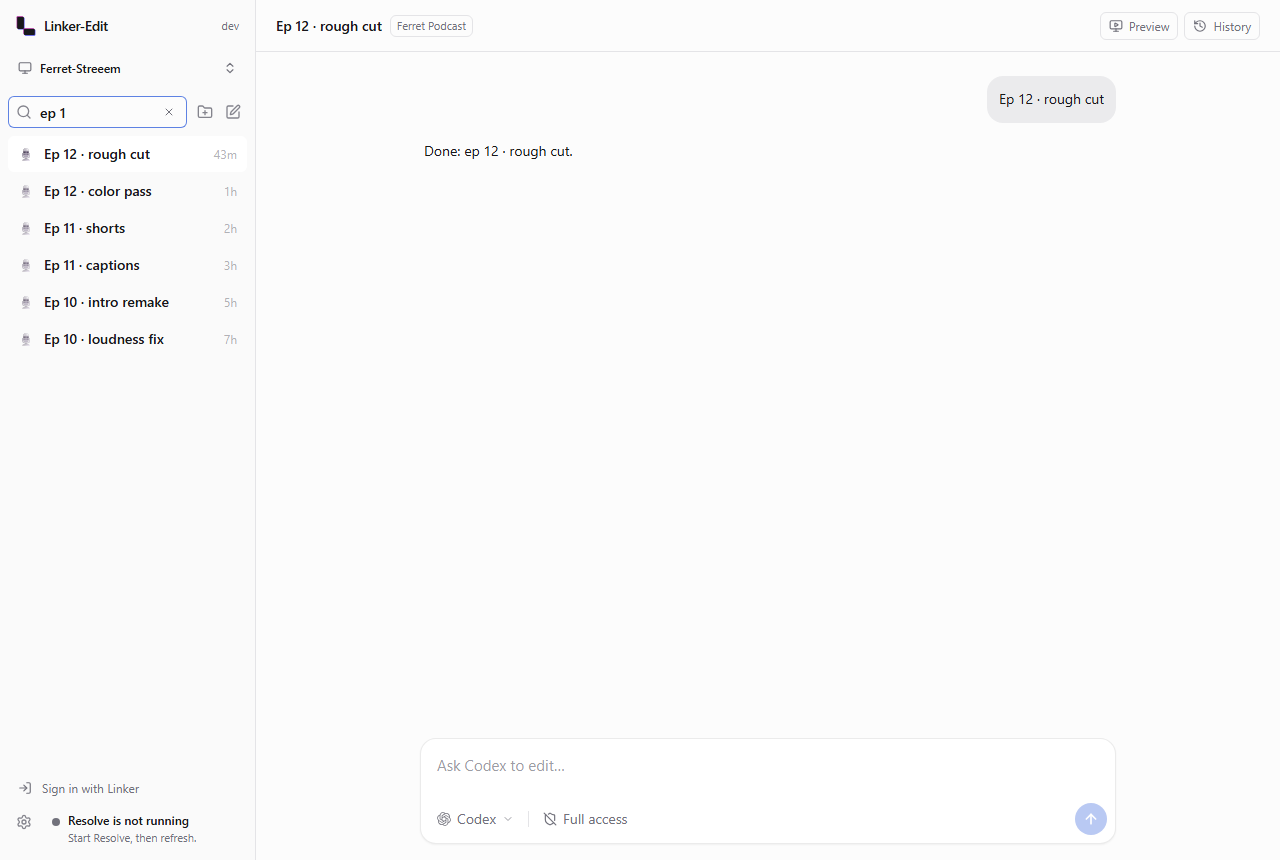 Linker-Edit
dev
Ferret-Streeem
ep 1
Ep 12 · rough cut 43m
Ep 12 · color pass 1h
Ep 11 · shorts 2h
Ep 11 · captions 3h
Ep 10 · intro remake 5h
Ep 10 · loudness fix 7h
Sign in with Linker
Resolve is not running
Start Resolve, then refresh.
Ep 12 · rough cut Ferret Podcast
Preview History
Ep 12 · rough cut
Done: ep 12 · rough cut.
Ask Codex to edit...
Codex Full access